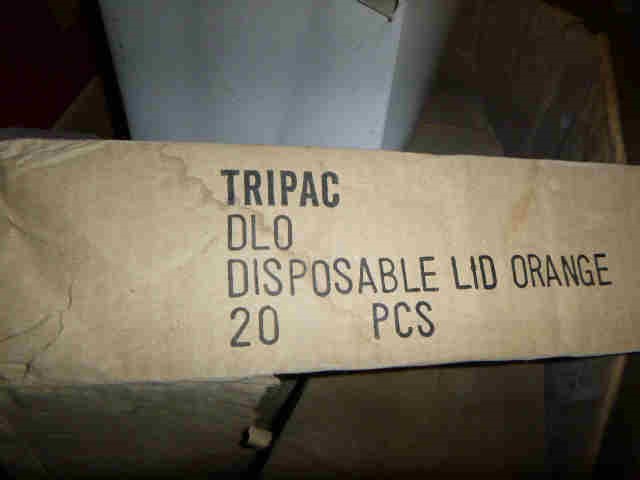 TRIPAC
DLO
DISPOSABLE LID ORANGE
20 PCS